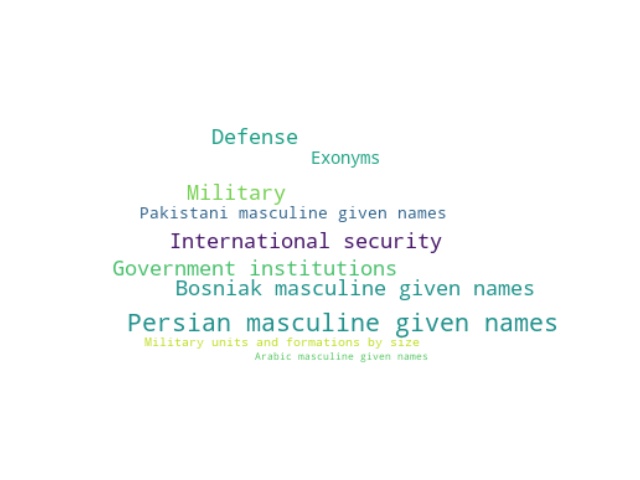 Defense
Exonyms
Military
Pakistani masculine given names
International security
Government institutions
Bosniak masculine given names
Persian masculine given names
Military units and formations by size
Arabic masculine given names